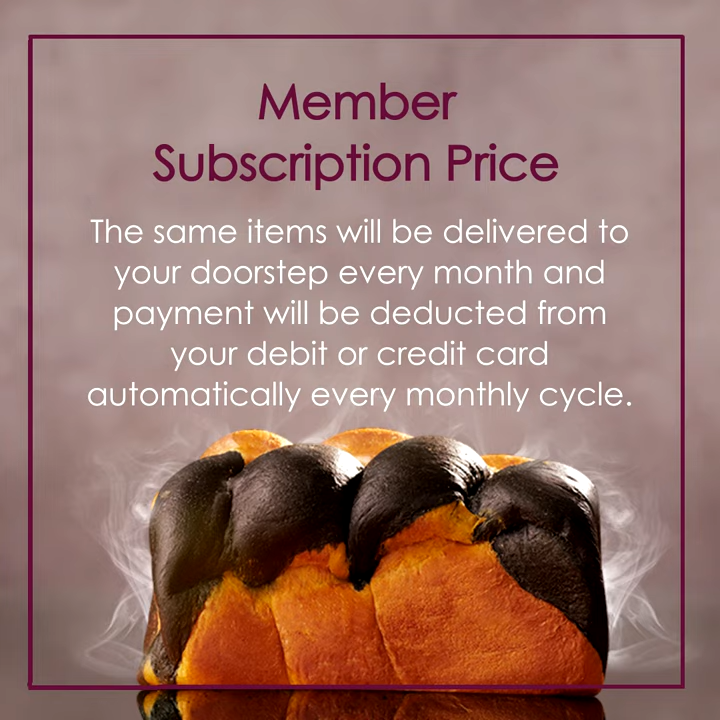 Member
Subscription Price
The same items will be delivered to
your doorstep every month and
payment will be deducted from
your debit or credit card
automatically every monthly cycle.